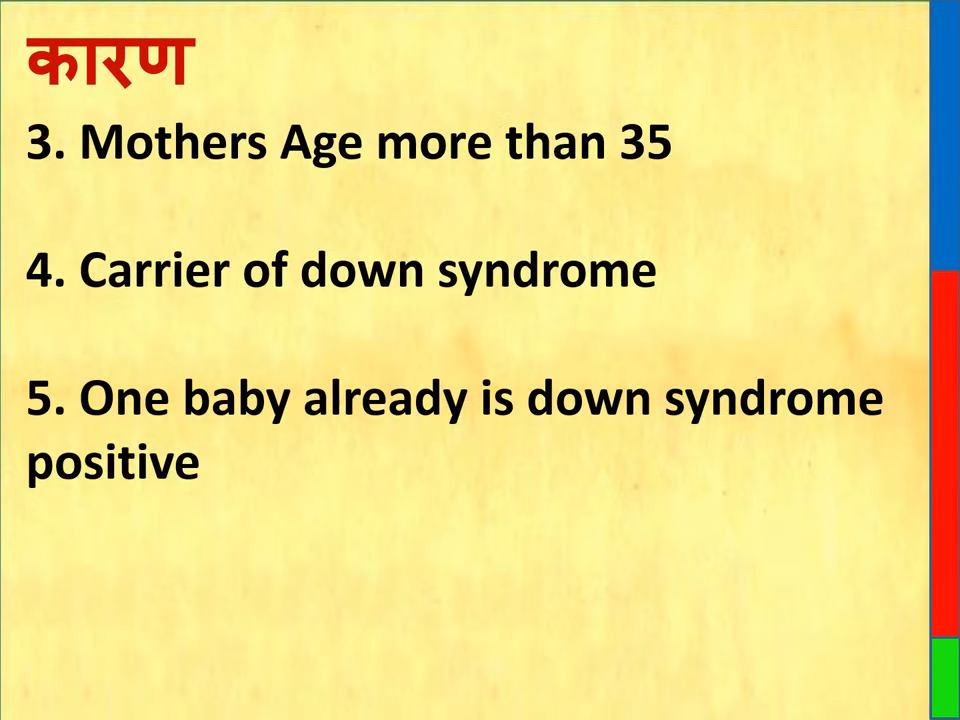 कारण
3. Mothers Age more than 35
4. Carrier of down syndrome
5. One baby already is down syndrome
positive